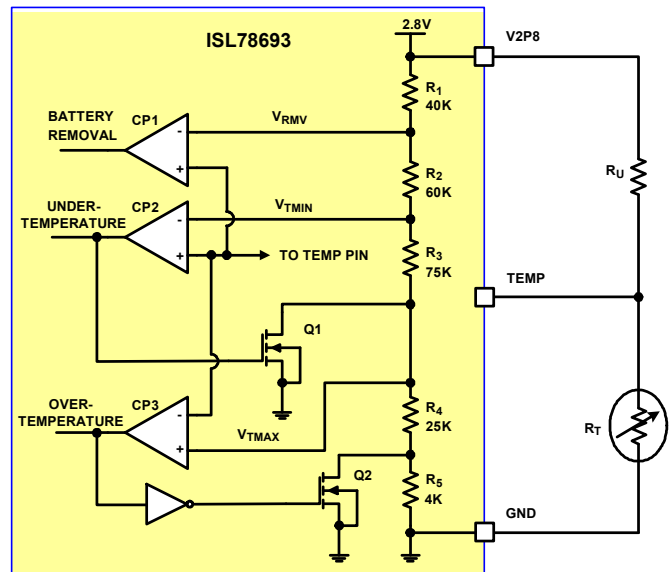 ISL78693
2.8V
V2P8
R1
40K
BATTERY
REMOVAL
CP1
VRMV
-
+
R2
60K
RU
UNDER-
TEMPERATURE
CP2
VTMIN
-
+
TO TEMP PIN
R3
75K
TEMP
Q1
OVER-
TEMPERATURE
CP3
-
+
VTMAX
R4
25K
RT
Q2
R5
4K
GND